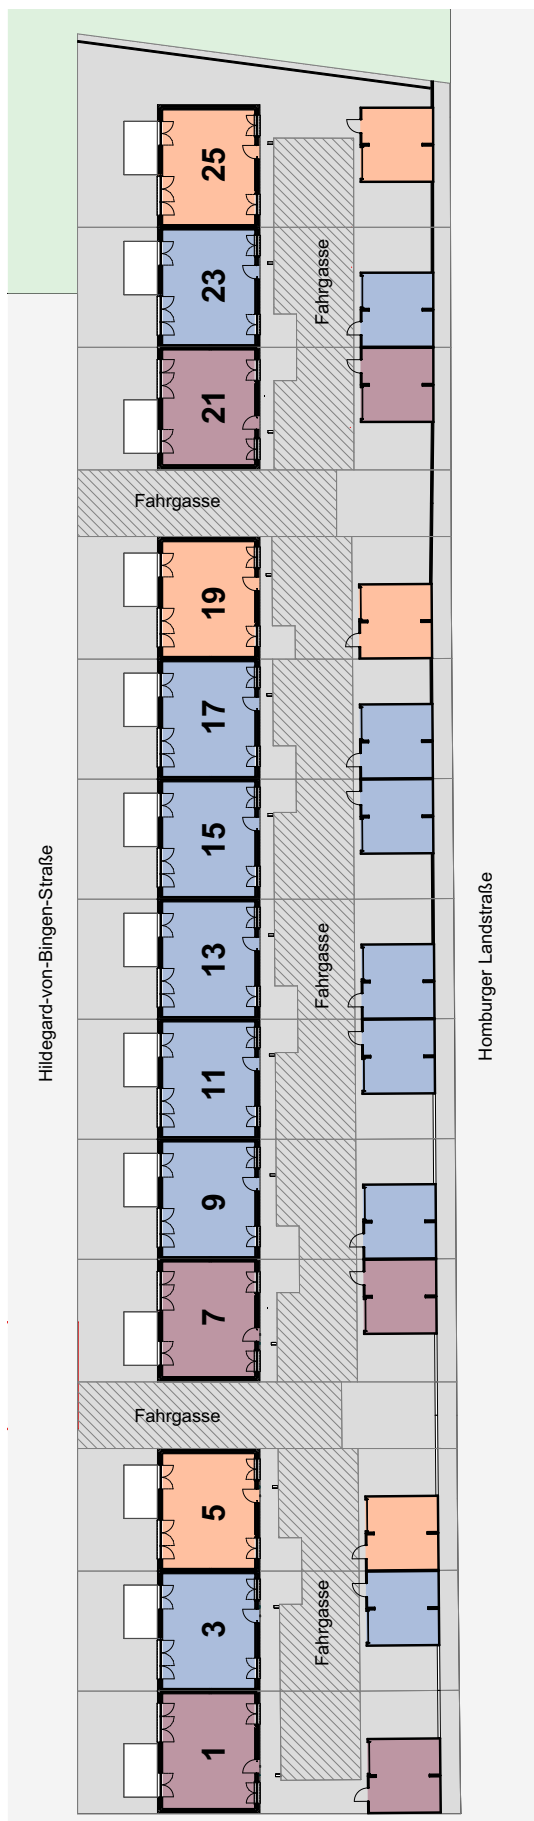 25
Fahrgasse
23
21
Fahrgasse
19
17
15
Hildegard-von-Bingen-Straße
13
Fahrgasse
Homburger Landstraße
11
9
7
Fahrgasse
5
3
Fahrgasse
1